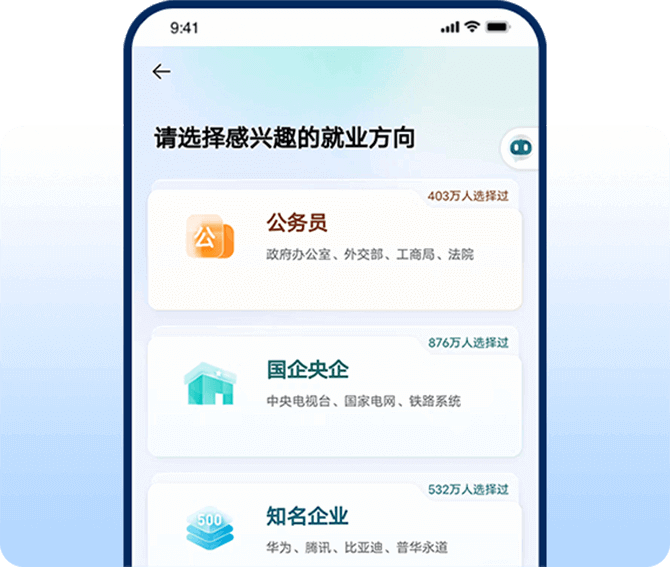 9:41
请选择感兴趣的就业方向
403万人选择过
公
公务员
政府办公室、外交部、工商局、法院
876万人选择过
国企央企
中央电视台、国家电网、铁路系统
532万人选择过
500
知名企业
华为、腾讯、比亚迪、普华永道